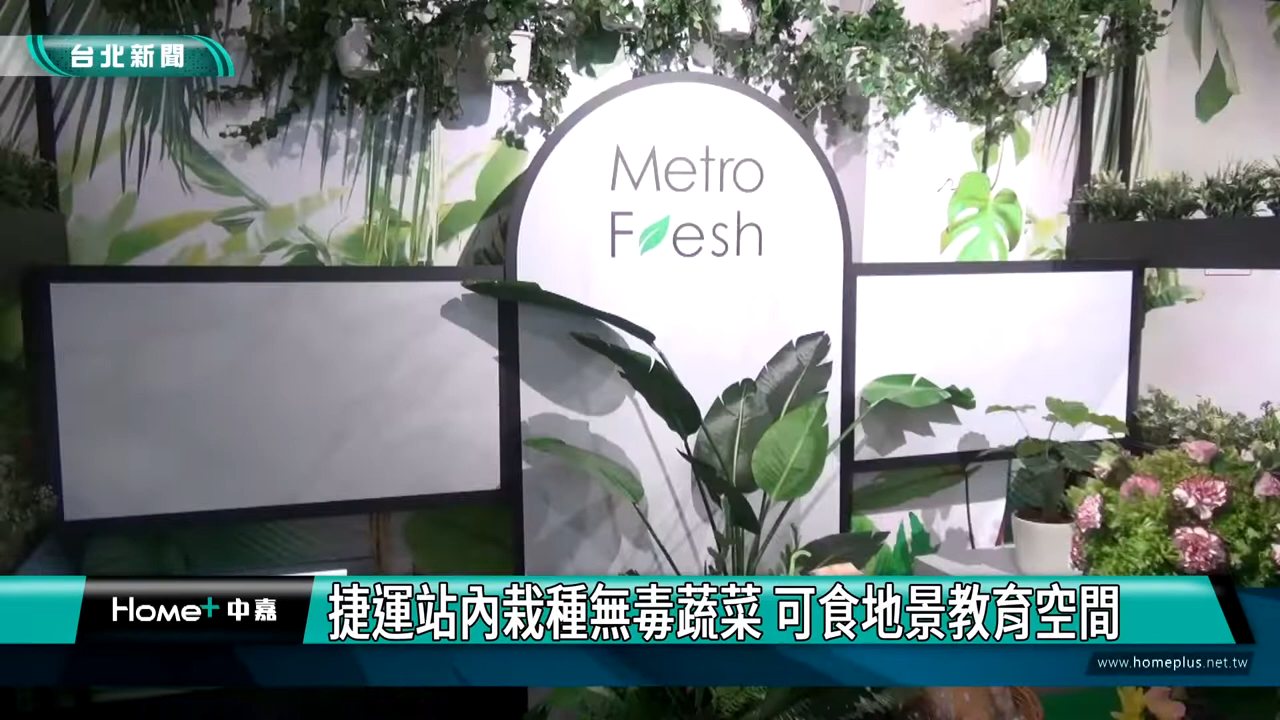 台北新聞
Metro
Fresh
Home+中嘉
捷運站內栽種無毒蔬菜 可食地景教育空間
www.homeplus.net.tw